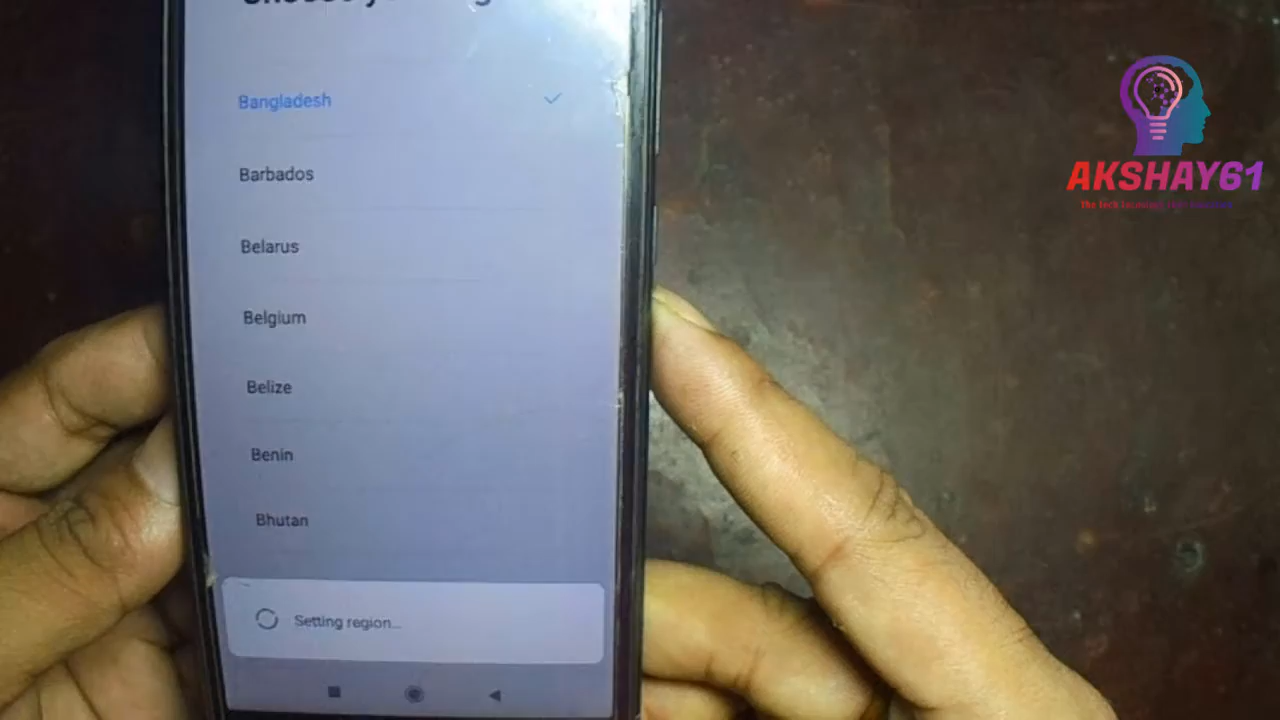 Bangladesh
Barbados
Belarus
Belgium
Belize
Benin
Bhutan
Setting region...
AKSHAY61